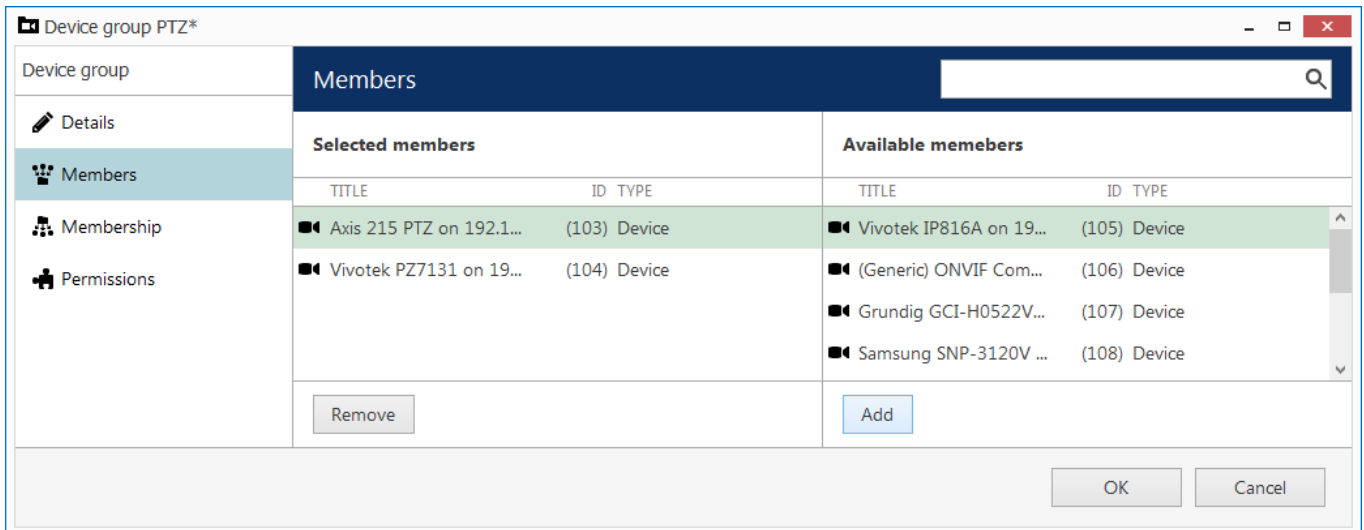 Device group PTZ*
Device group
Details
Members
Membership
Permissions
Members
Selected members
TITLE ID TYPE
Axis 215 PTZ on 192.1... (103) Device
Vivotek PZ7131 on 19... (104) Device
Remove
Available memebers
TITLE ID TYPE
Vivotek IP816A on 19... (105) Device
(Generic) ONVIF Com... (106) Device
Grundig GCI-H0522V... (107) Device
Samsung SNP-3120V ... (108) Device
Add
OK Cancel